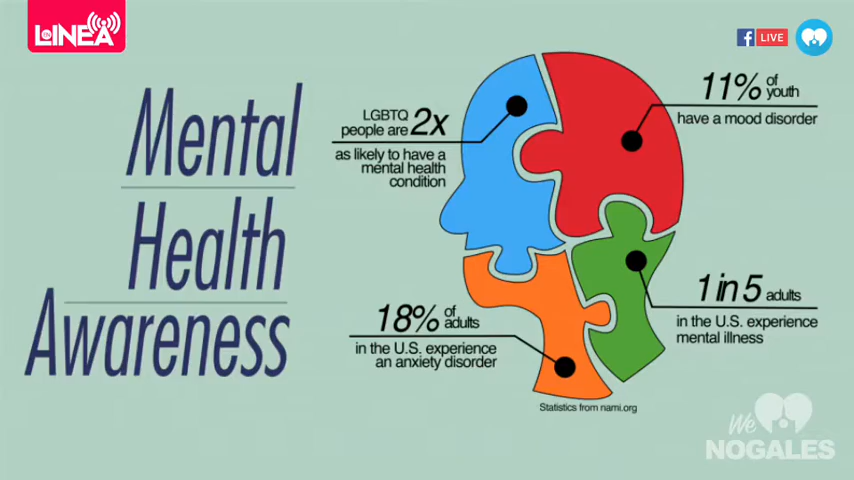 LA LINEA
f LIVE
Mental
Health
Awareness
LGBTQ
people are 2x
as likely to have a
mental health
condition
11% of
youth
have a mood disorder
18% of
adults
in the U.S. experience
an anxiety disorder
1 in 5 adults
in the U.S. experience
mental illness
Statistics from nami.org
We
NOGALES